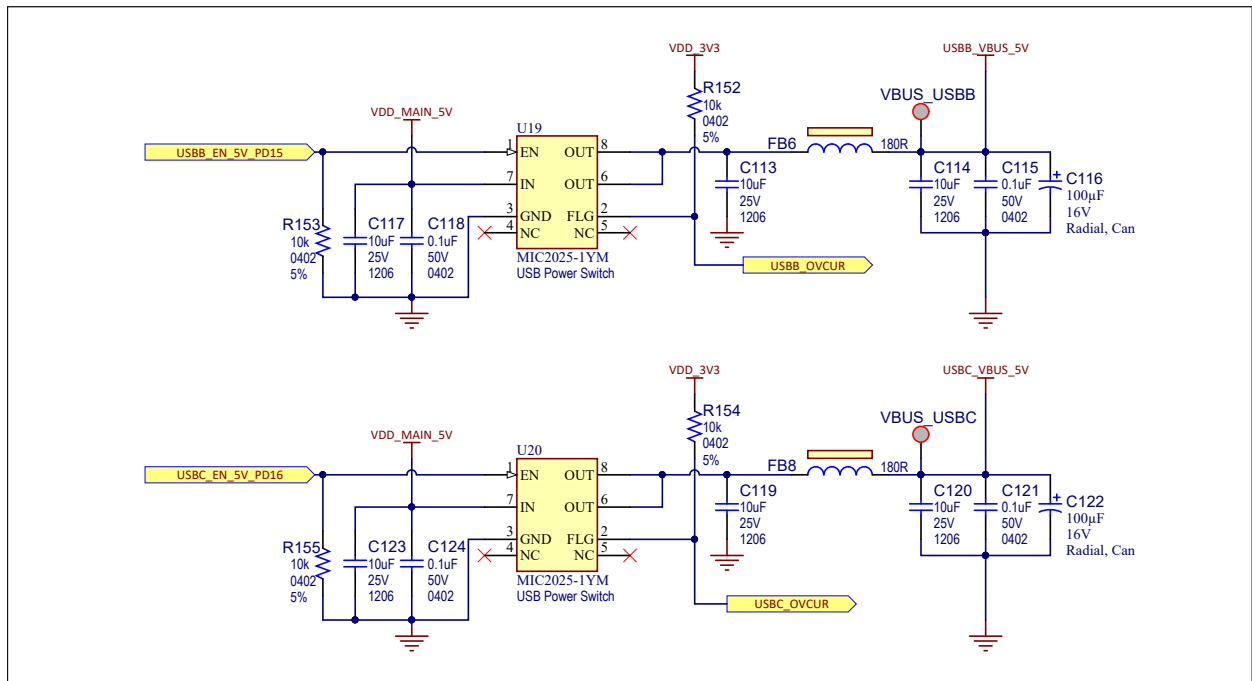 VDD_3V3
USBB_VBUS_5V
R152
10k
0402
5%
VBUS_USBB
VDD_MAIN_5V
U19
USBB_EN_5V_PD15
1
EN
OUT
8
FB6
180R
7
IN
OUT
6
C113
10uF
25V
1206
C114
10uF
25V
1206
C115
0.1uF
50V
0402
+
C116
100µF
16V
Radial, Can
R153
10k
0402
5%
C117
10uF
25V
1206
C118
0.1uF
50V
0402
3
GND
FLG
2
4
NC
NC
5
MIC2025-1YM
USB Power Switch
USBB_OVCUR
VDD_3V3
USBC_VBUS_5V
R154
10k
0402
5%
VBUS_USBC
VDD_MAIN_5V
U20
USBC_EN_5V_PD16
1
EN
OUT
8
FB8
180R
7
IN
OUT
6
C119
10uF
25V
1206
C120
10uF
25V
1206
C121
0.1uF
50V
0402
+
C122
100µF
16V
Radial, Can
R155
10k
0402
5%
C123
10uF
25V
1206
C124
0.1uF
50V
0402
3
GND
FLG
2
4
NC
NC
5
MIC2025-1YM
USB Power Switch
USBC_OVCUR